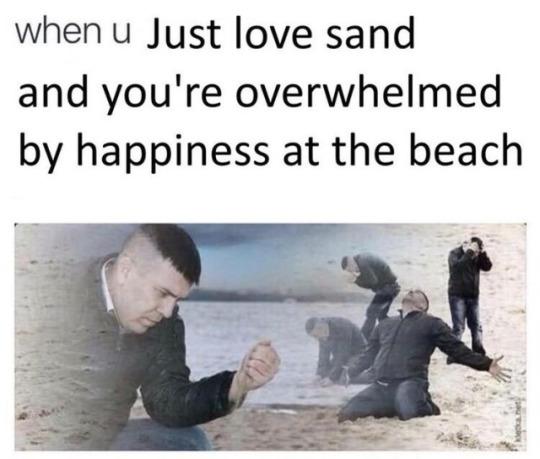 when u Just love sand
and you're overwhelmed
by happiness at the beach